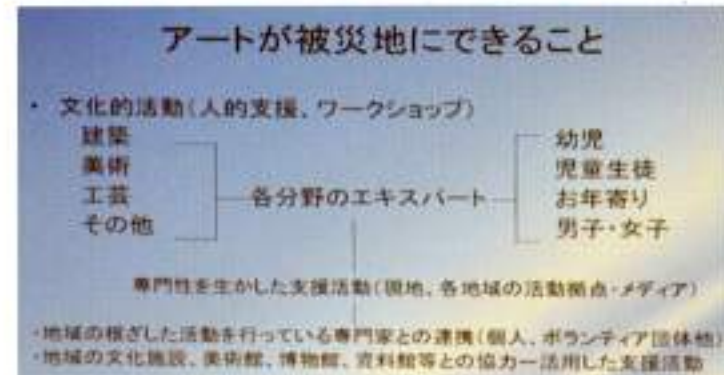 アートが被災地にできること
・ 文化的活動(人的支援、ワークショップ)
建築
美術
工芸
その他
各分野のエキスパート
幼児
児童生徒
お年寄り
男子・女子
専門性を生かした支援活動(現地、各地域の活動拠点・メディア)
・地域の根ざした活動を行っている専門家との連携(個人、ボランティア団体他)
・地域の文化施設、美術館、博物館、資料館等との協力ー活用した支援活動